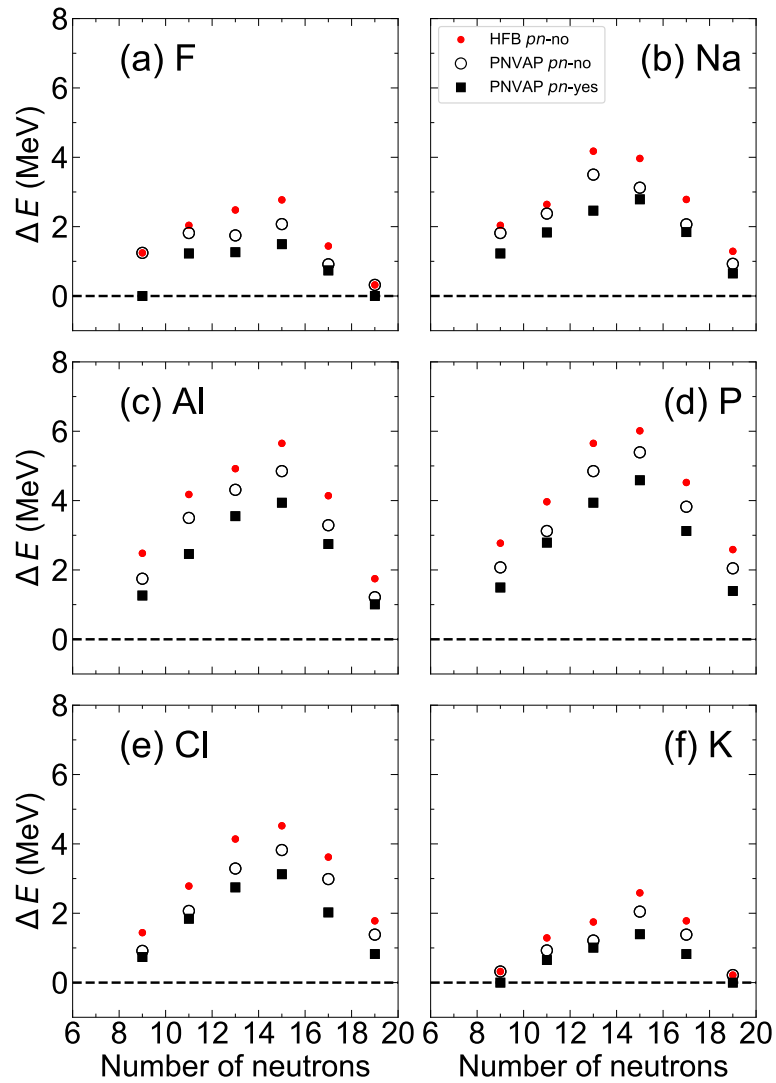 (a) F
HFB pn-no
PNVAP pn-no
PNVAP pn-yes
(b) Na
8
6
4
2
0
ΔE (MeV)
(c) Al
(d) P
8
6
4
2
0
ΔE (MeV)
(e) Cl
(f) K
8
6
4
2
0
ΔE (MeV)
6 8 10 12 14 16 18 20
6 8 10 12 14 16 18 20
Number of neutrons
Number of neutrons